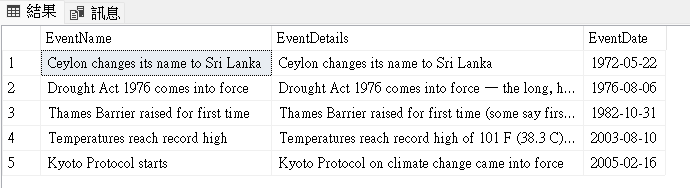 結果 訊息
EventName EventDetails EventDate
1 Ceylon changes its name to Sri Lanka Ceylon changes its name to Sri Lanka 1972-05-22
2 Drought Act 1976 comes into force Drought Act 1976 comes into force — the long, h... 1976-08-06
3 Thames Barrier raised for first time Thames Barrier raised for first time (some say firs... 1982-10-31
4 Temperatures reach record high Temperatures reach record high of 101 F (38.3 C)... 2003-08-10
5 Kyoto Protocol starts Kyoto Protocol on climate change came into force 2005-02-16